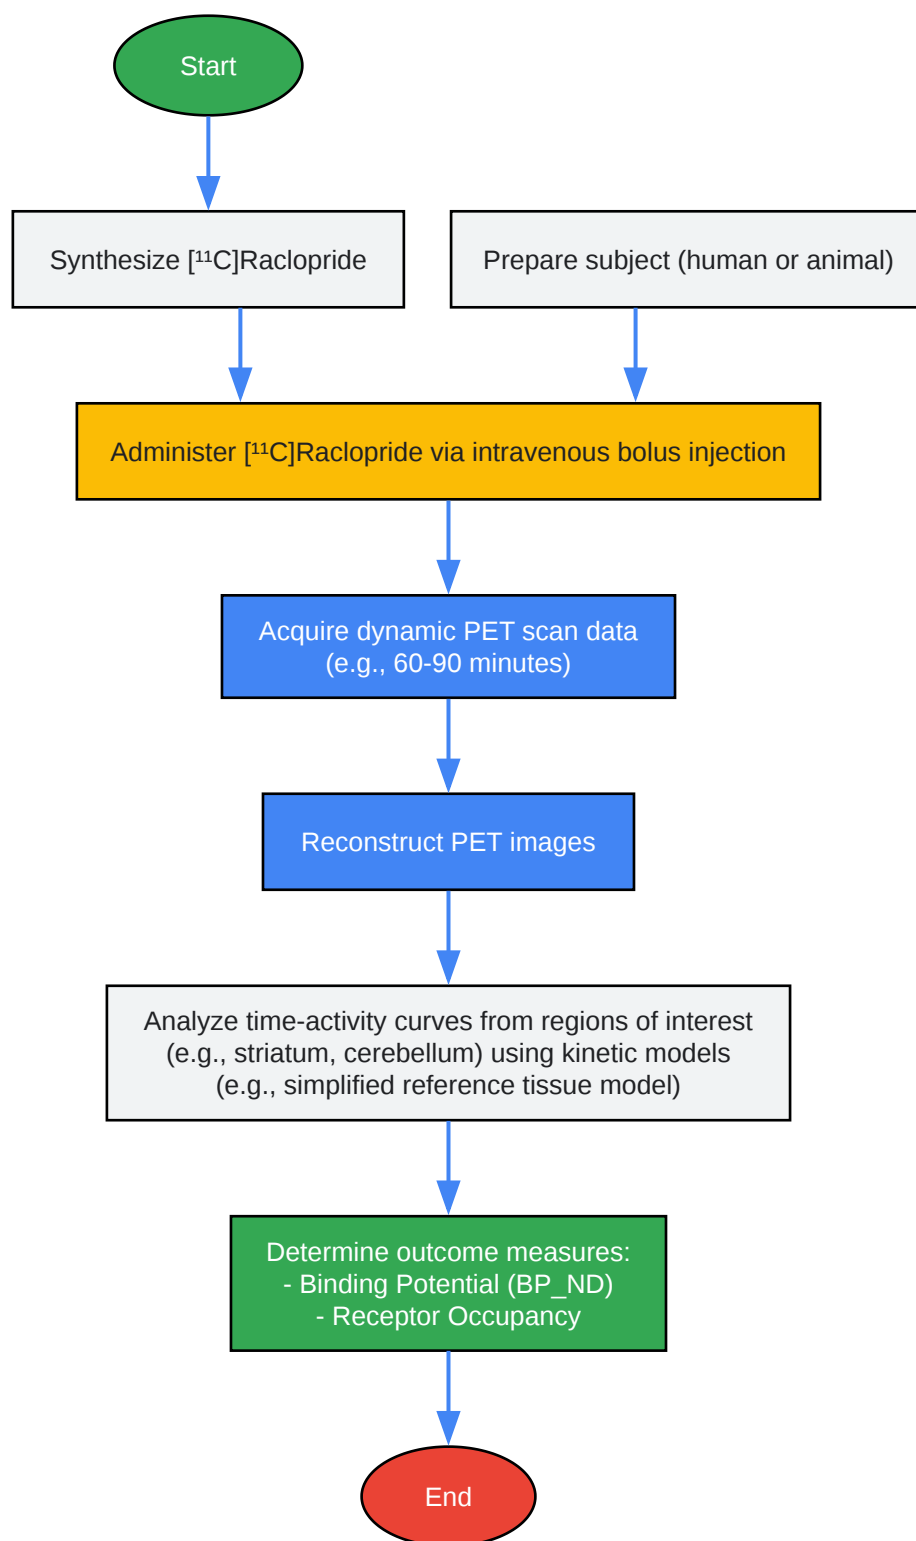 Start
Synthesize [¹¹C]Raclopride
Prepare subject (human or animal)
Administer [¹¹C]Raclopride via intravenous bolus injection
Acquire dynamic PET scan data
(e.g., 60-90 minutes)
Reconstruct PET images
Analyze time-activity curves from regions of interest
(e.g., striatum, cerebellum) using kinetic models
(e.g., simplified reference tissue model)
Determine outcome measures:
- Binding Potential (BP_ND)
- Receptor Occupancy
End